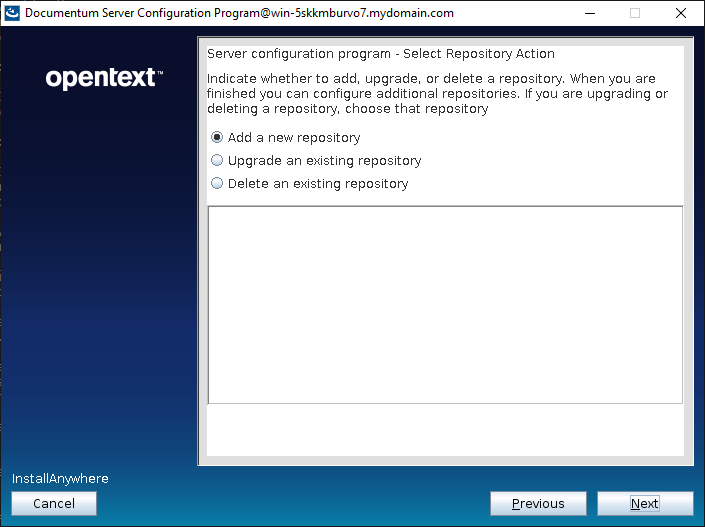 Documentum Server Configuration Program@win-5skkmburvo7.mydomain.com
opentext™
Server configuration program - Select Repository Action
Indicate whether to add, upgrade, or delete a repository. When you are
finished you can configure additional repositories. If you are upgrading or
deleting a repository, choose that repository
Add a new repository
Upgrade an existing repository
Delete an existing repository
InstallAnywhere
Cancel
Previous
Next